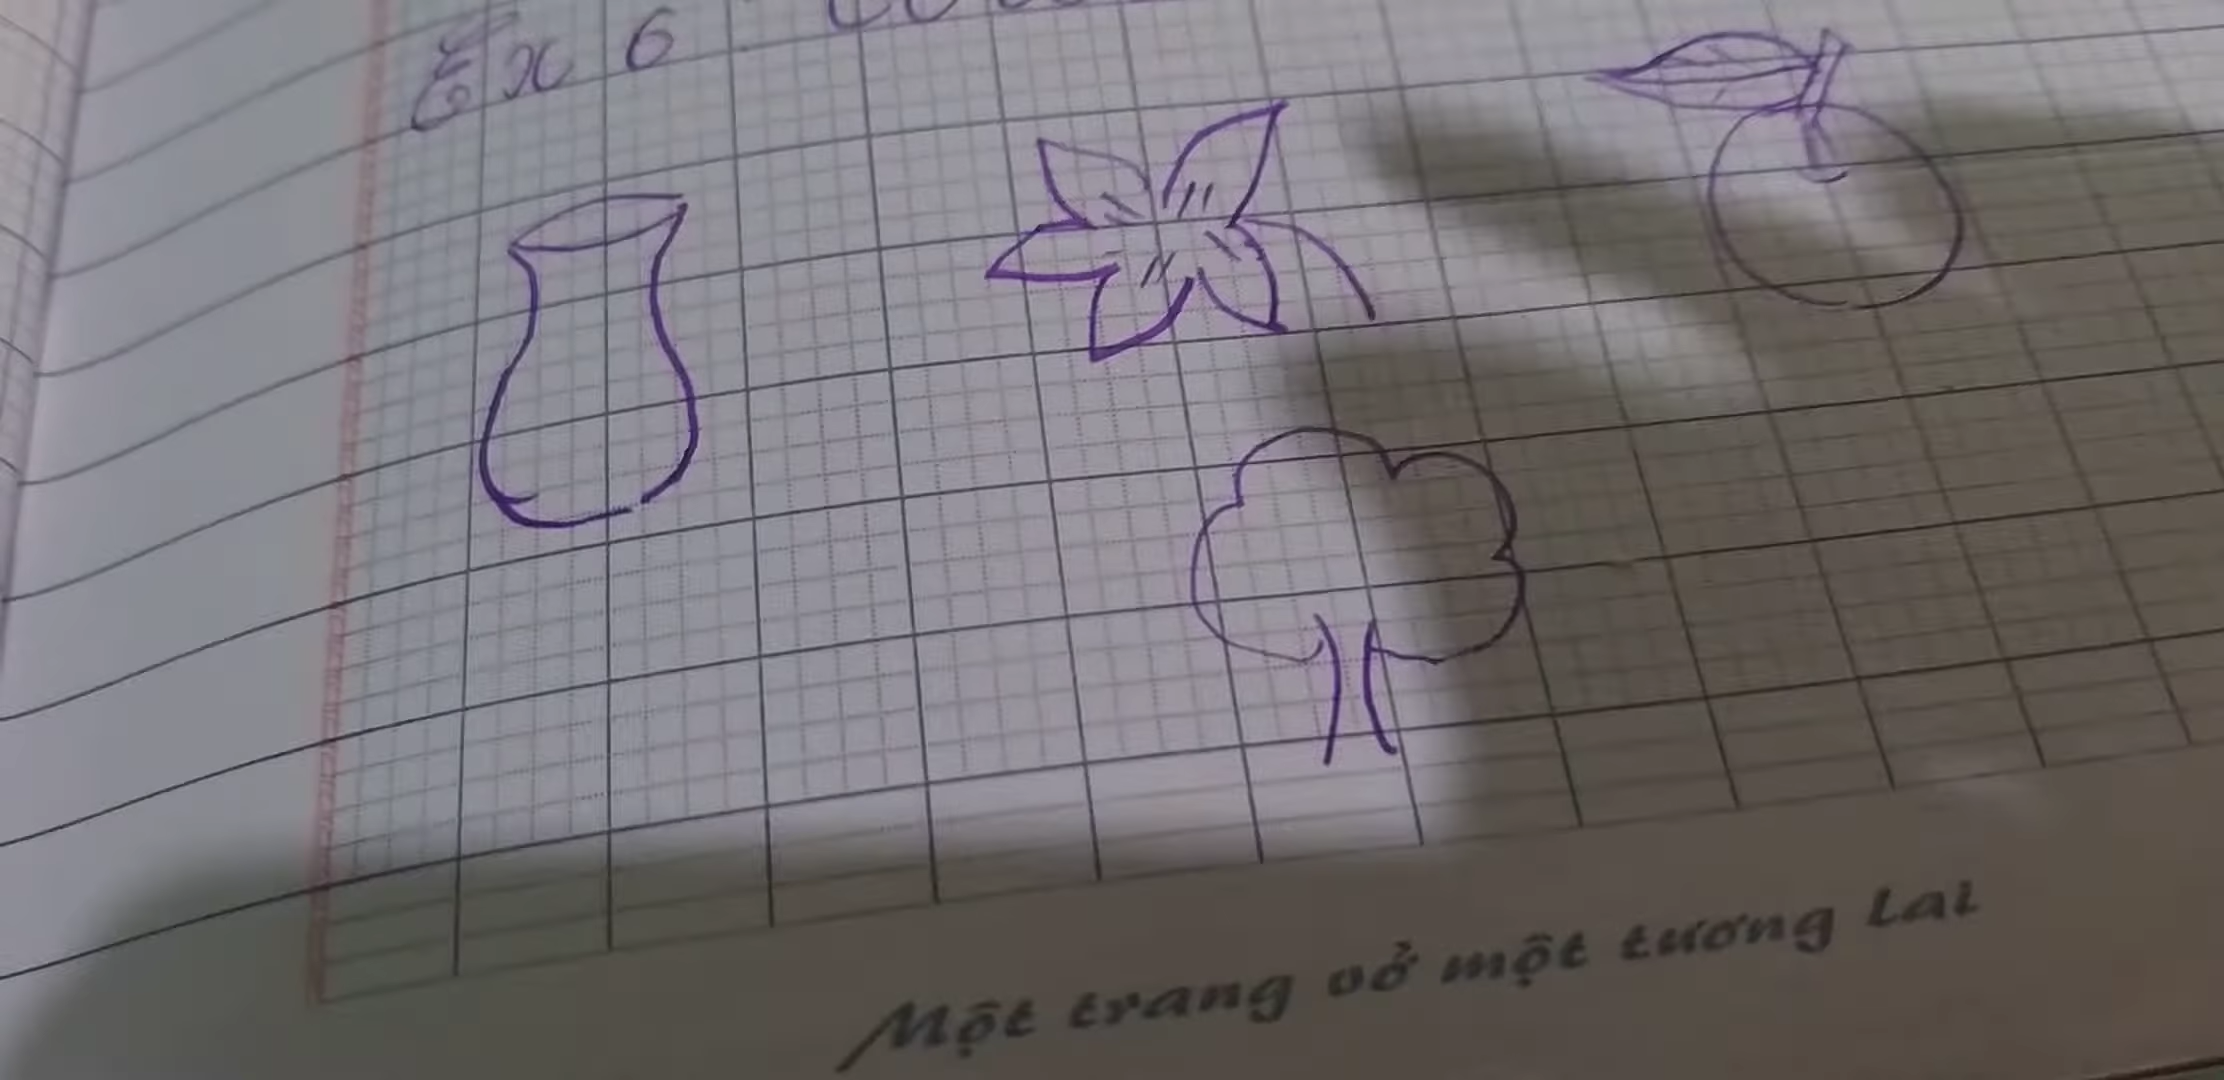 Ex 6
Một trang vở một tương lai